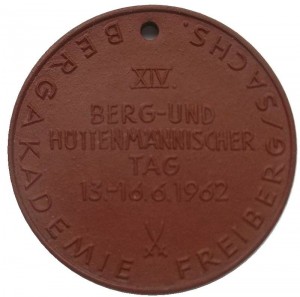 BERGAKADEMIE FREIBERG/SACHS.
XIV.
BERG-UND
HÜTTENMÄNNISCHER
TAG
13.-16.6.1962